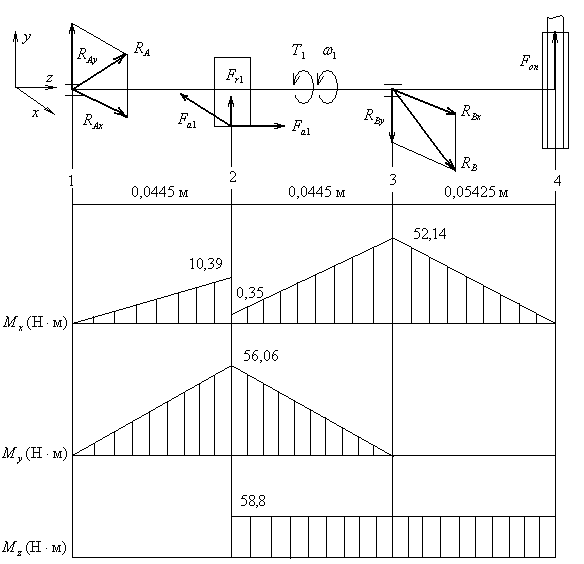 y
z
x
R_Ay
R_A
R_Ax
F_r1
F_a1
F_a1
T_1
ω_1
R_By
R_Bx
R_B
F_оп
1
2
3
4
0,0445 м
0,0445 м
0,05425 м
10,39
0,35
52,14
M_x (Н · м)
56,06
M_y (Н · м)
58,8
M_z (Н · м)